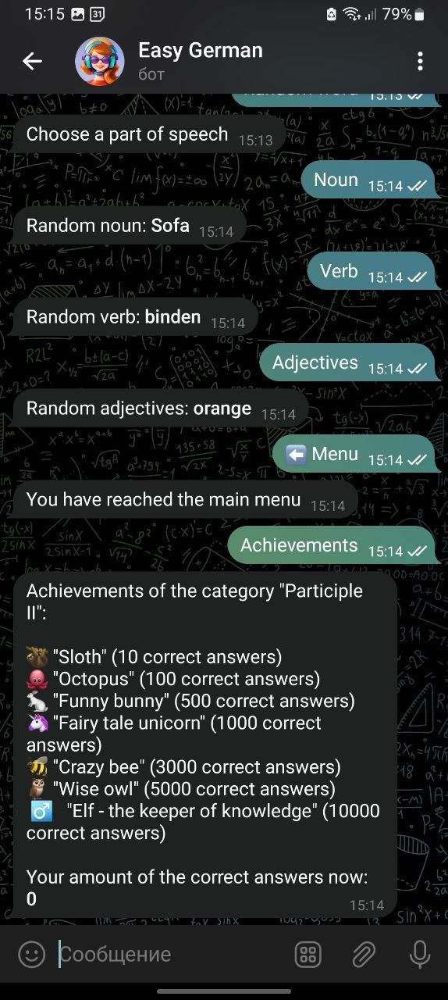 15:15 31 79%
Easy German
бот
15:13
Choose a part of speech 15:13
Noun 15:14
Random noun: Sofa 15:14
Verb 15:14
Random verb: binden 15:14
Adjectives 15:14
Random adjectives: orange 15:14
Menu 15:14
You have reached the main menu 15:14
Achievements 15:14
Achievements of the category "Participle
II":
"Sloth" (10 correct answers)
"Octopus" (100 correct answers)
"Funny bunny" (500 correct answers)
"Fairy tale unicorn" (1000 correct
answers)
"Crazy bee" (3000 correct answers)
"Wise owl" (5000 correct answers)
"Elf - the keeper of knowledge" (10000
correct answers)
Your amount of the correct answers now:
0 15:14
Сообщение